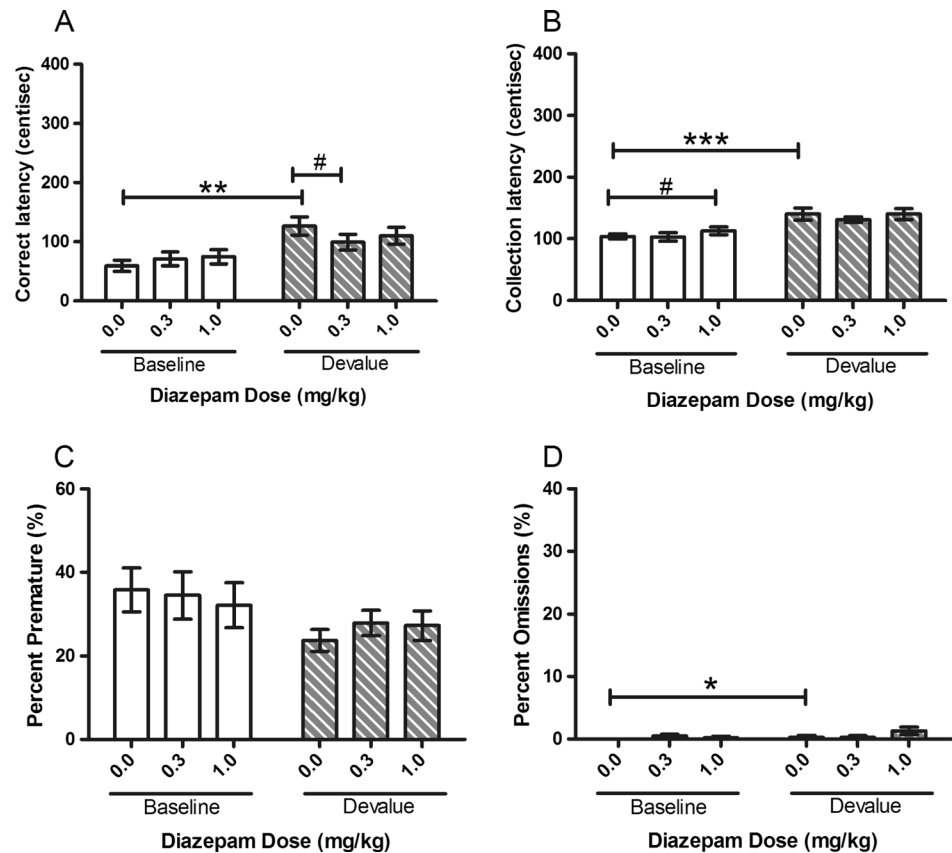 A
Correct latency (centisec)
400
300
200
100
0
**
#
0.0 0.3 1.0 0.0 0.3 1.0
Baseline Devalue
Diazepam Dose (mg/kg)
B
Collection latency (centisec)
400
300
200
100
0
***
#
0.0 0.3 1.0 0.0 0.3 1.0
Baseline Devalue
Diazepam Dose (mg/kg)
C
Percent Premature (%)
60
40
20
0
0.0 0.3 1.0 0.0 0.3 1.0
Baseline Devalue
Diazepam Dose (mg/kg)
D
Percent Omissions (%)
40
30
20
10
0
*
0.0 0.3 1.0 0.0 0.3 1.0
Baseline Devalue
Diazepam Dose (mg/kg)